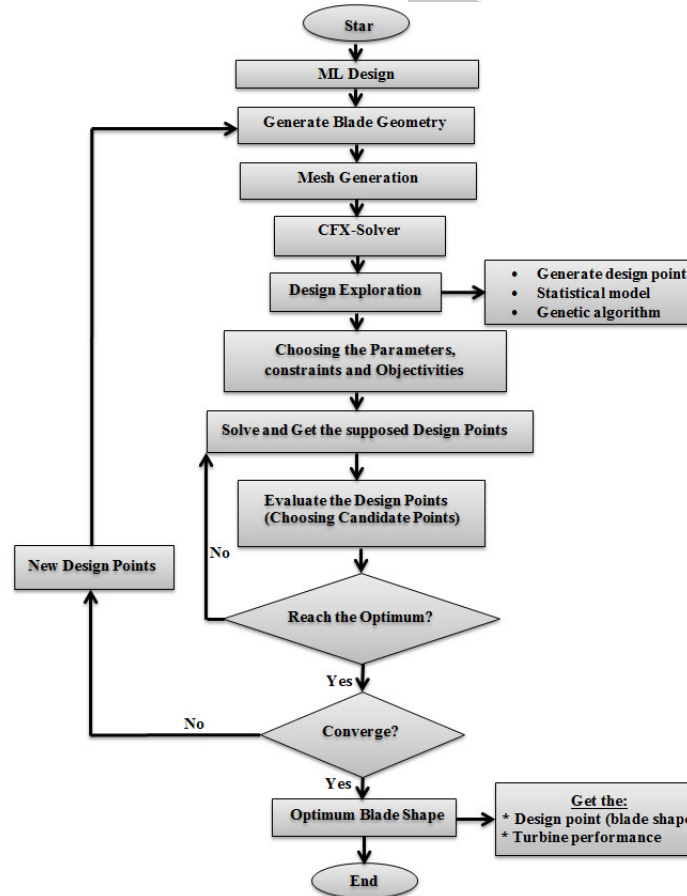 Star
ML Design
Generate Blade Geometry
Mesh Generation
CFX-Solver
Design Exploration
• Generate design point
• Statistical model
• Genetic algorithm
Choosing the Parameters,
constraints and Objectivities
Solve and Get the supposed Design Points
Evaluate the Design Points
(Choosing Candidate Points)
No
New Design Points
Reach the Optimum?
Yes
No
Converge?
Yes
Optimum Blade Shape
Get the:
* Design point (blade shape
* Turbine performance
End